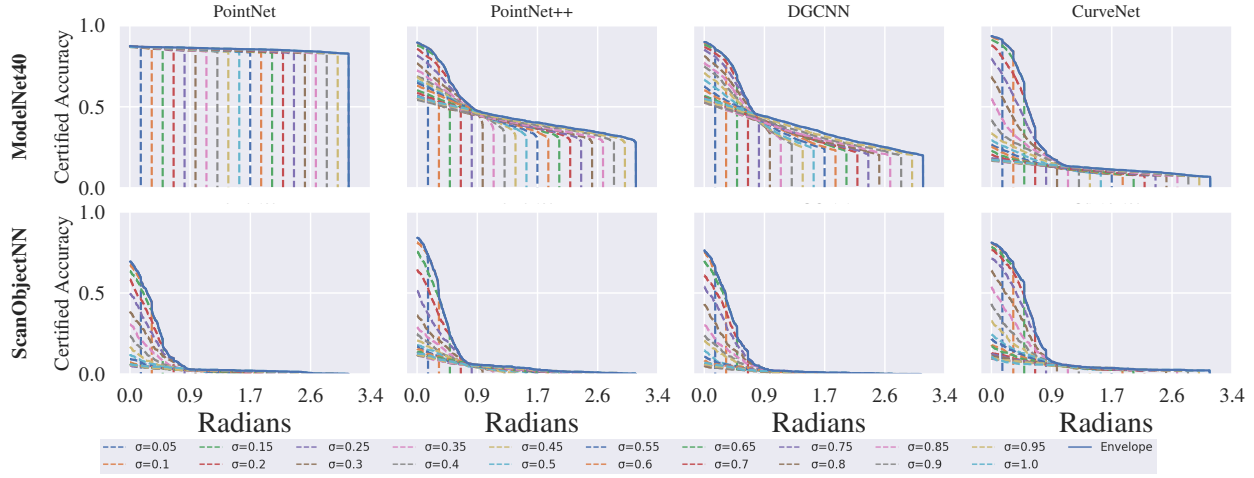 PointNet PointNet++ DGCNN CurveNet
ModelNet40
Certified Accuracy
1.0
0.5
0.0
ScanObjectNN
Certified Accuracy
1.0
0.5
0.0
0.0 0.9 1.7 2.6 3.4 0.0 0.9 1.7 2.6 3.4 0.0 0.9 1.7 2.6 3.4 0.0 0.9 1.7 2.6 3.4
Radians Radians Radians Radians
σ=0.05 σ=0.15 σ=0.25 σ=0.35 σ=0.45 σ=0.55 σ=0.65 σ=0.75 σ=0.85 σ=0.95 Envelope
σ=0.1 σ=0.2 σ=0.3 σ=0.4 σ=0.5 σ=0.6 σ=0.7 σ=0.8 σ=0.9 σ=1.0